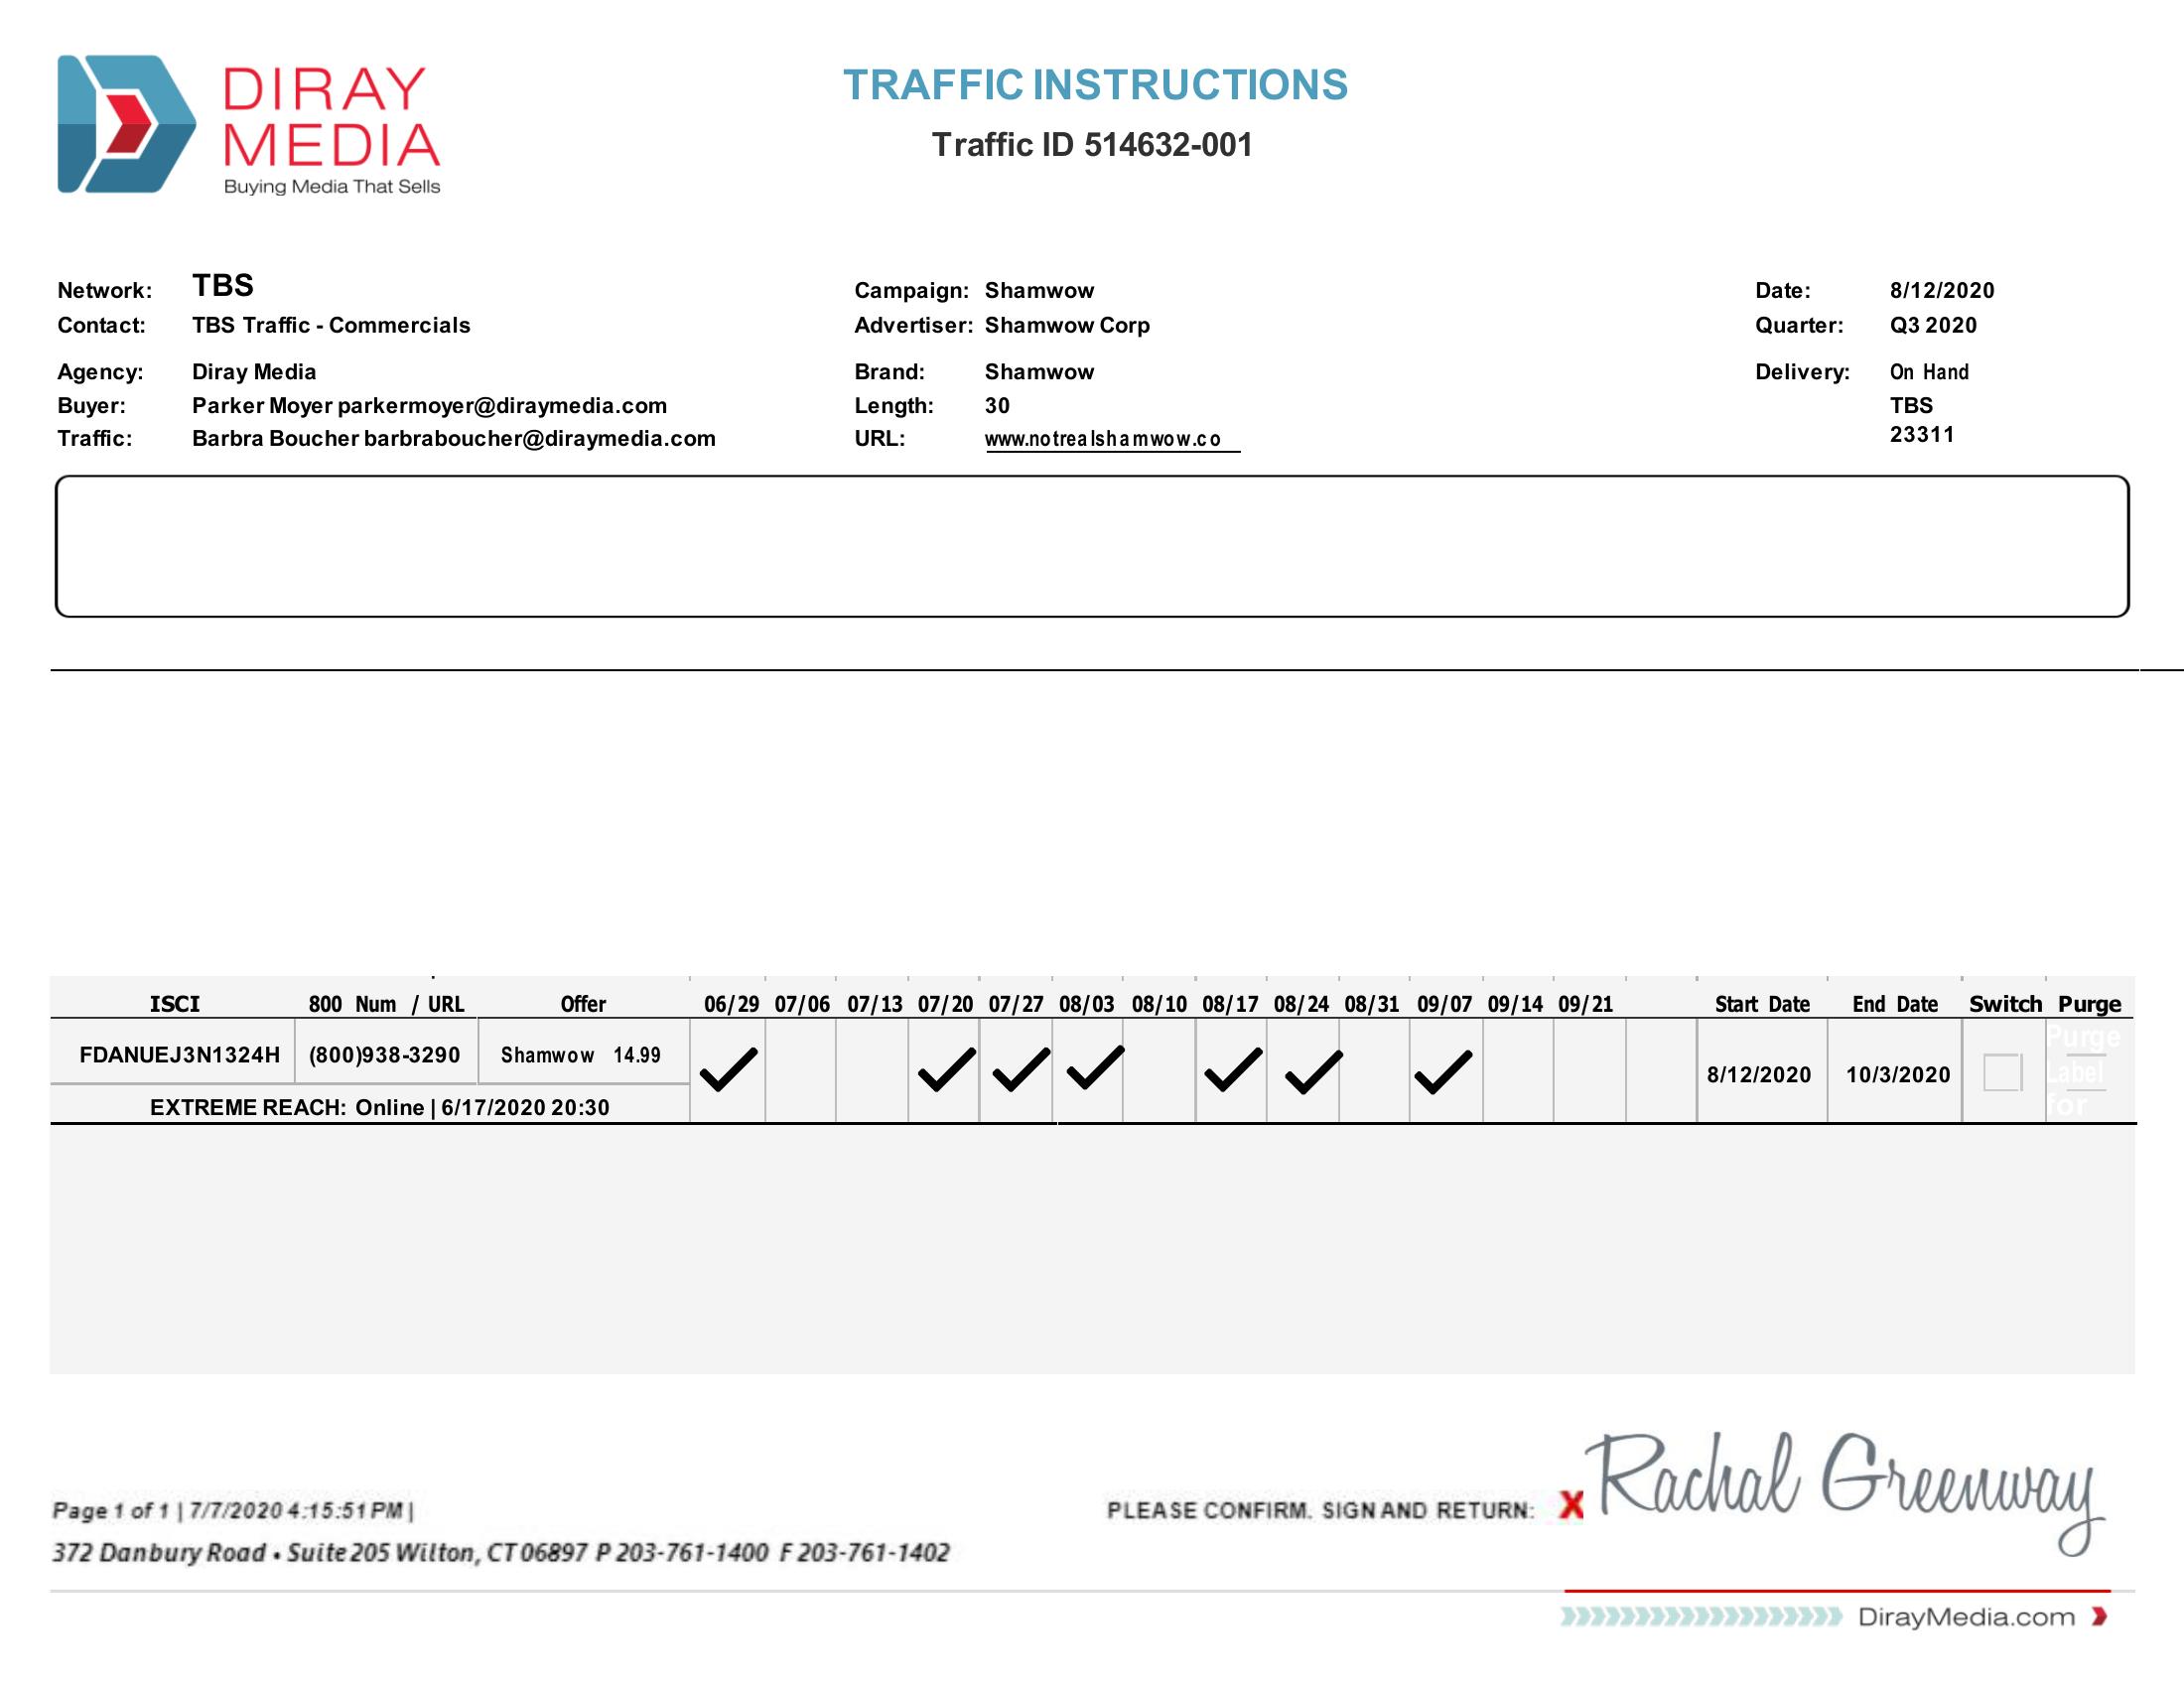 DIRAY
MEDIA
Buying Media That Sells
TRAFFIC INSTRUCTIONS
Traffic ID 514632-001
Network: TBS
Contact: TBS Traffic - Commercials
Agency: Diray Media
Buyer: Parker Moyer parkermoyer@diraymedia.com
Traffic: Barbra Boucher barbraboucher@diraymedia.com
Campaign: Shamwow
Advertiser: Shamwow Corp
Brand: Shamwow
Length: 30
URL: www.notrealshamwow.co
Date: 8/12/2020
Quarter: Q3 2020
Delivery: On Hand
TBS
23311
ISCI 800 Num / URL Offer 06/29 07/06 07/13 07/20 07/27 08/03 08/10 08/17 08/24 08/31 09/07 09/14 09/21 Start Date End Date Switch Purge
FDANUEJ3N1324H (800)938-3290 Shamwow 14.99 8/12/2020 10/3/2020
Purge
Label
for
EXTREME REACH: Online | 6/17/2020 20:30
Page 1 of 1 | 7/7/2020 4:15:51 PM |
PLEASE CONFIRM. SIGN AND RETURN: X Rachal Greenway
372 Danbury Road • Suite 205 Wilton, CT 06897 P 203-761-1400 F 203-761-1402
DirayMedia.com